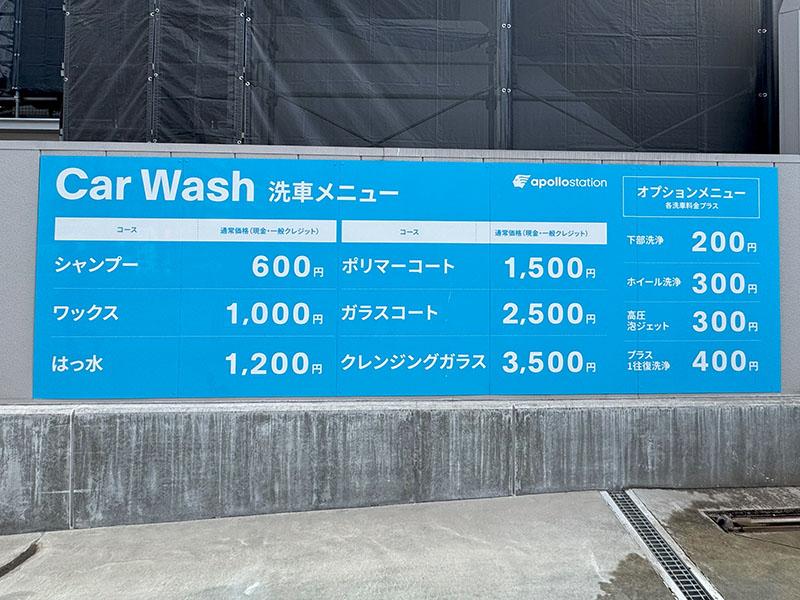 Car Wash 洗車メニュー
apollostation
コース 通常価格(現金・一般クレジット)
シャンプー 600円
ワックス 1,000円
はっ水 1,200円
コース 通常価格(現金・一般クレジット)
ポリマーコート 1,500円
ガラスコート 2,500円
クレンジングガラス 3,500円
オプションメニュー
各洗車料金プラス
下部洗浄 200円
ホイール洗浄 300円
高圧
泡ジェット 300円
プラス
1往復洗浄 400円